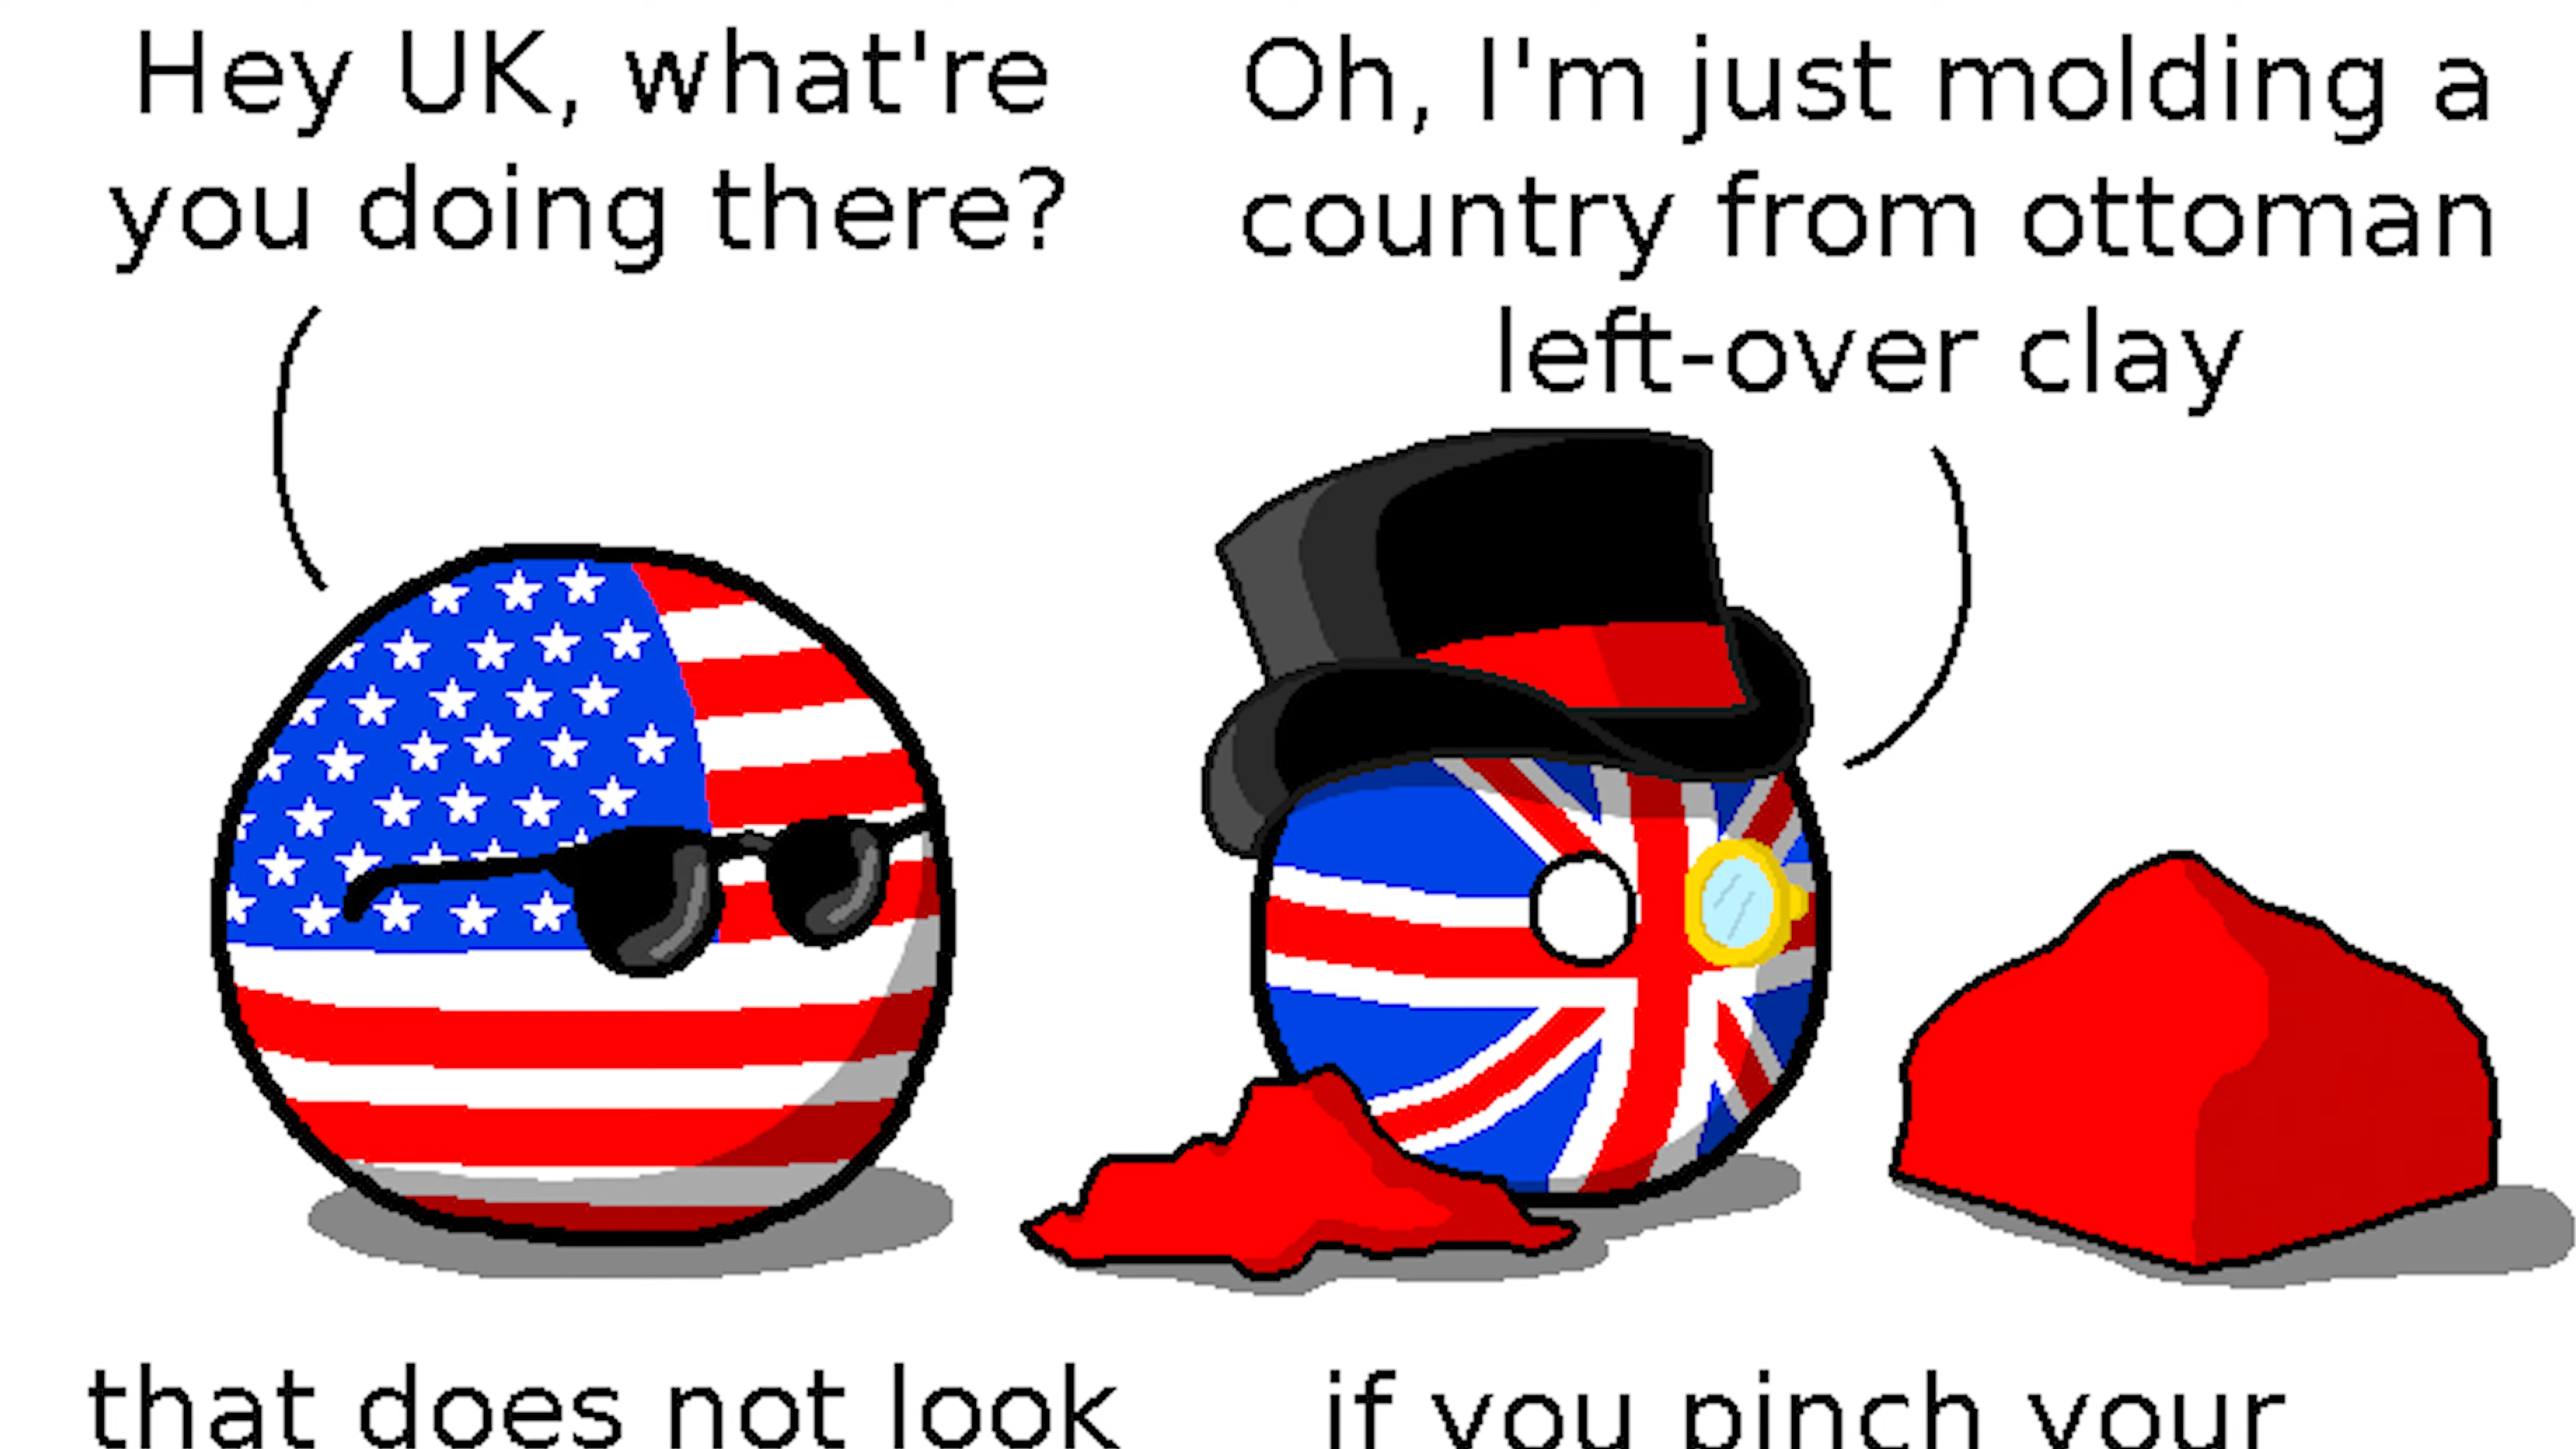 Hey UK, what're
you doing there?
Oh, I'm just molding a
country from ottoman
left-over clay
that does not look
if you pinch your